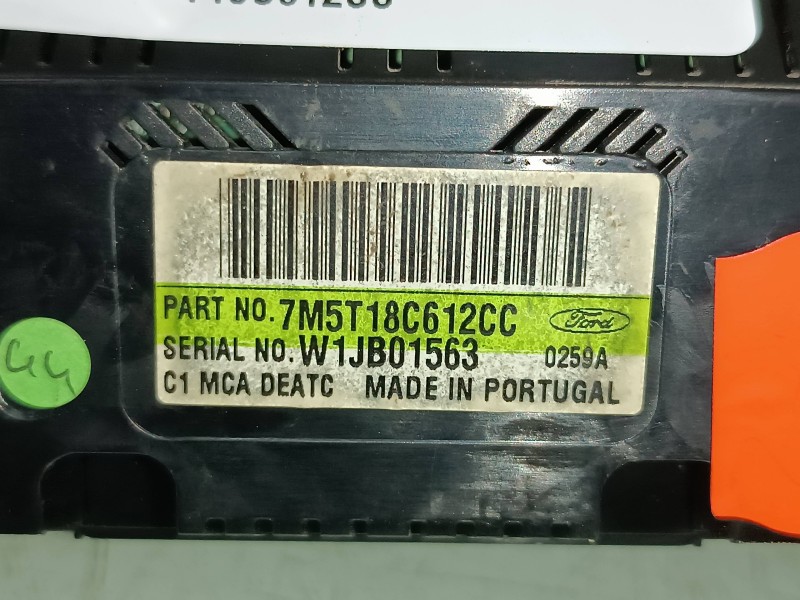 PART NO. 7M5T18C612CC Ford
SERIAL NO. W1JB01563 0259A
C1 MCA DEATC MADE IN PORTUGAL
44